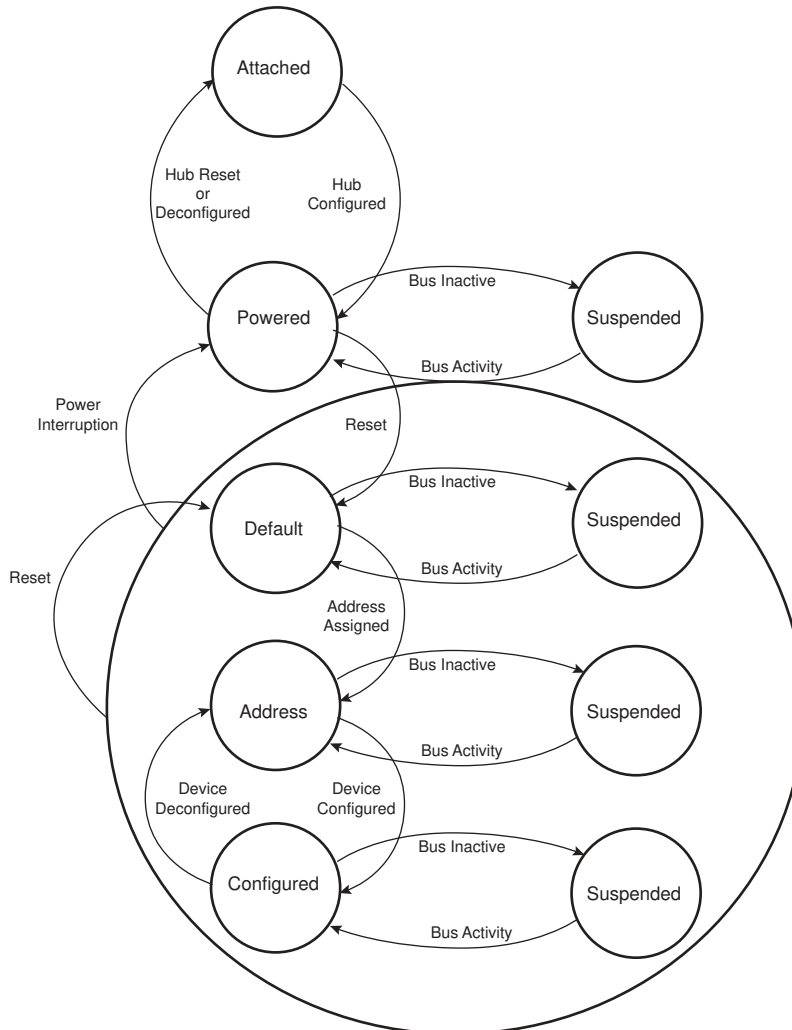 Attached
Hub Reset
or
Deconfigured
Hub
Configured
Bus Inactive
Powered
Suspended
Bus Activity
Power
Interruption
Reset
Bus Inactive
Default
Suspended
Bus Activity
Reset
Address
Assigned
Bus Inactive
Address
Suspended
Bus Activity
Device
Deconfigured
Device
Configured
Bus Inactive
Configured
Suspended
Bus Activity